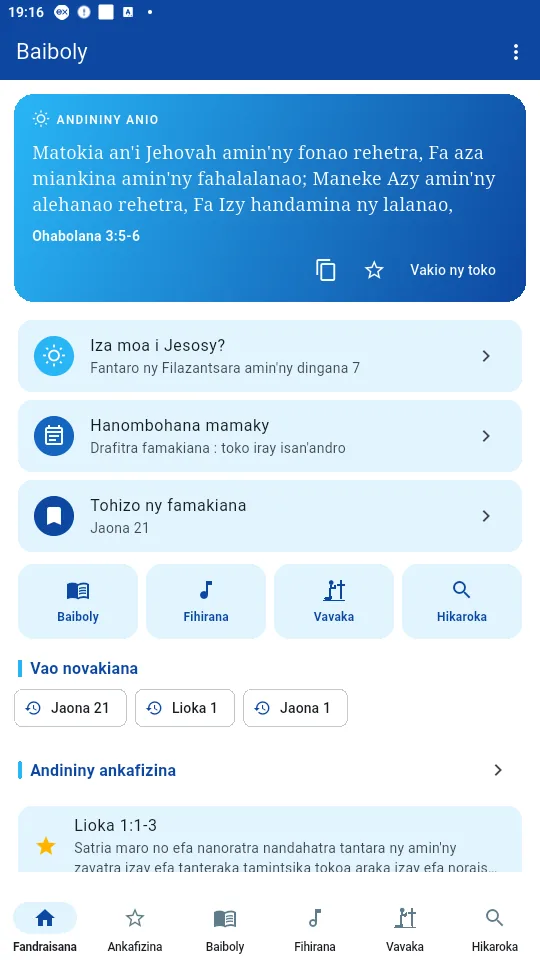 19:16
Baiboly
ANDININY ANIO
Matokia an'i Jehovah amin'ny fonao rehetra, Fa aza
miankina amin'ny fahalalanao; Maneke Azy amin'ny
alehanao rehetra, Fa Izy handamina ny lalanao,
Ohabolana 3:5-6
Vakio ny toko
Iza moa i Jesosy?
Fantaro ny Filazantsara amin'ny dingana 7
Hanombohana mamaky
Drafitra famakiana : toko iray isan'andro
Tohizo ny famakiana
Jaona 21
Baiboly
Fihirana
Vavaka
Hikaroka
Vao novakiana
Jaona 21
Lioka 1
Jaona 1
Andininy ankafizina
Lioka 1:1-3
Satria maro no efa nanoratra nandahatra tantara ny amin'ny
zavatra izay efa tanteraka tamintsika tokoa araka izay efa norais...
Fandraisana
Ankafizina
Baiboly
Fihirana
Vavaka
Hikaroka